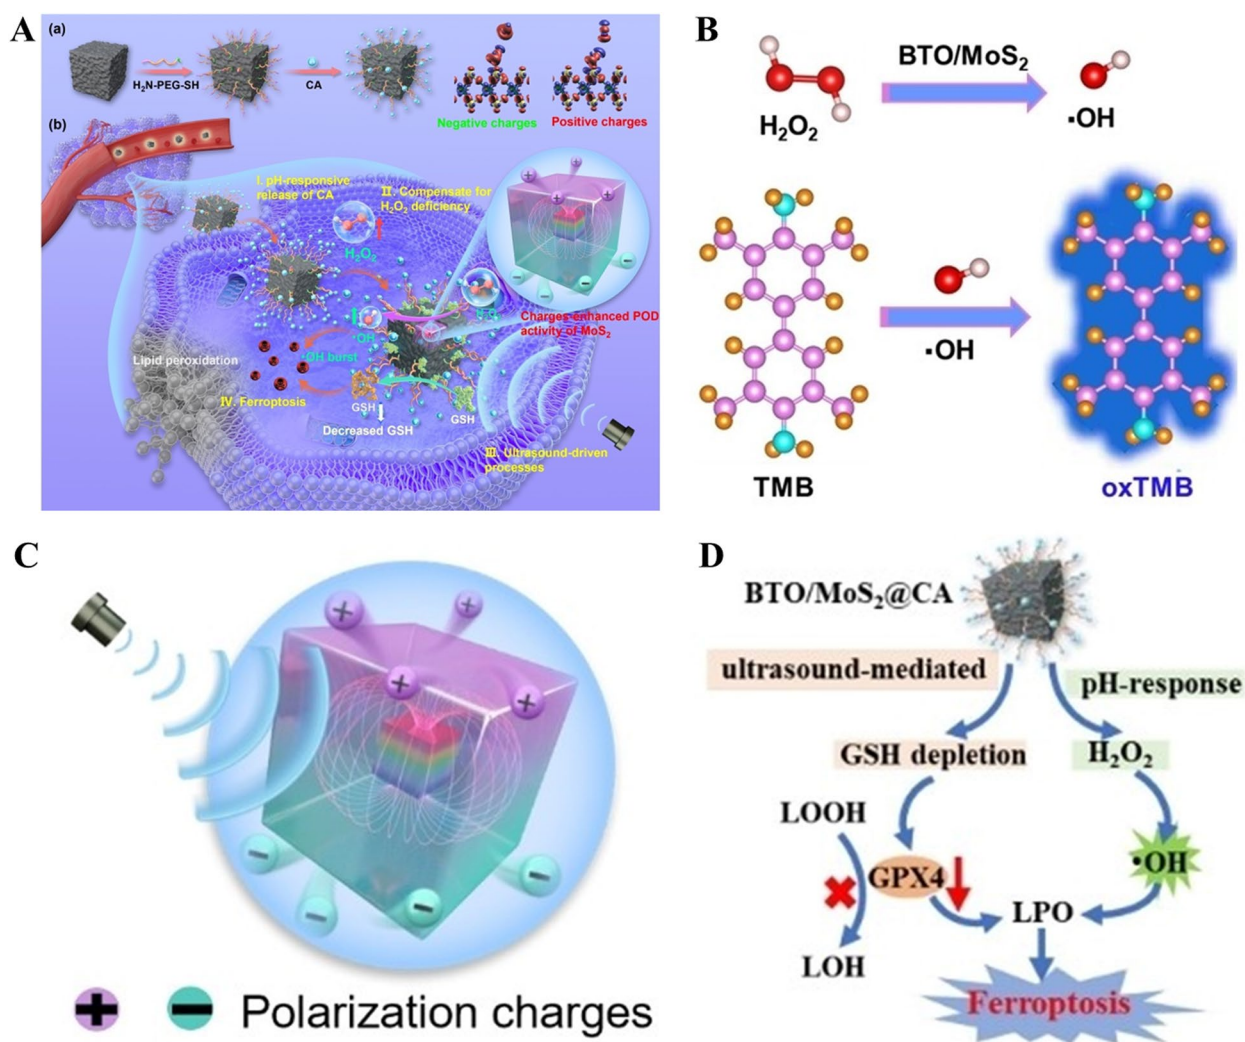 A
(a)
H₂N-PEG-SH
CA
Negative charges
Positive charges
(b)
I. pH-responsive
release of CA
II. Compensate for
H₂O₂ deficiency
H₂O₂
Charges-enhanced POD
activity of MoS₂
·OH
·OH burst
Lipid peroxidation
IV. Ferroptosis
GSH
GSH
Decreased GSH
III. Ultrasound-driven
processes
B
H₂O₂
BTO/MoS₂
·OH
TMB
·OH
oxTMB
C
+
+
+
+
-
-
-
-
+ - Polarization charges
D
BTO/MoS₂@CA
ultrasound-mediated
pH-response
GSH depletion
H₂O₂
LOOH
GPX4
·OH
LPO
LOH
Ferroptosis